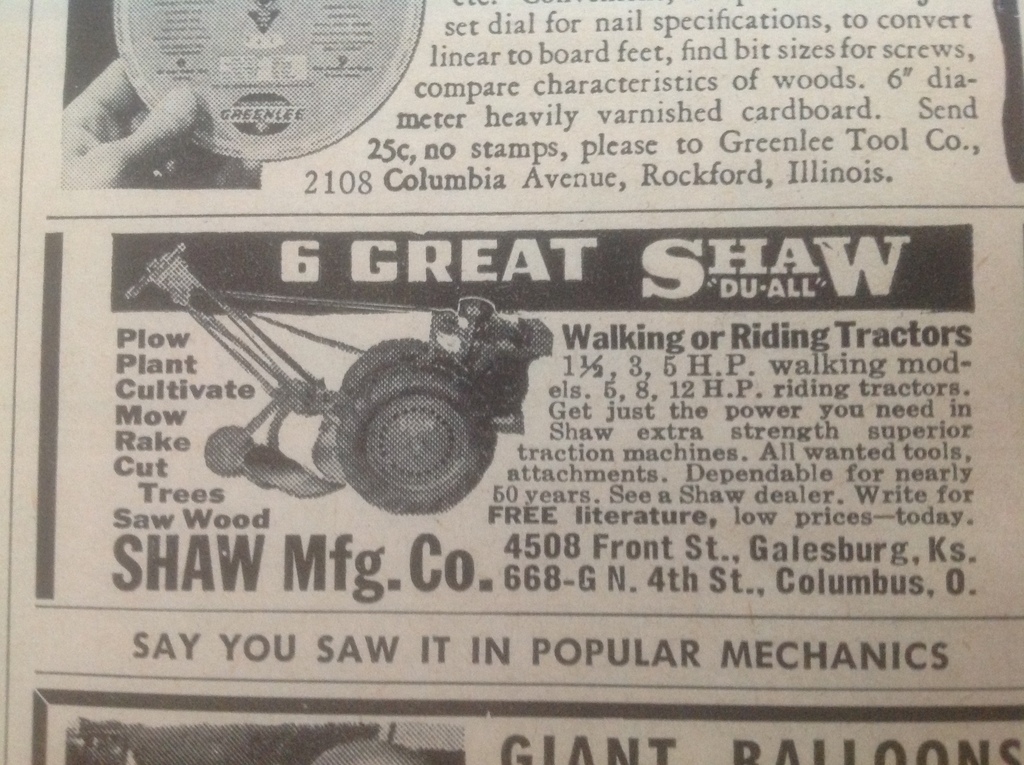 set dial for nail specifications, to convert
linear to board feet, find bit sizes for screws,
compare characteristics of woods. 6" dia-
meter heavily varnished cardboard. Send
25c, no stamps, please to Greenlee Tool Co.,
2108 Columbia Avenue, Rockford, Illinois.
GREENLEE
6 GREAT SHAW
"DU-ALL"
Plow
Plant
Cultivate
Mow
Rake
Cut
Trees
Saw Wood
Walking or Riding Tractors
1½, 3, 5 H.P. walking mod-
els. 5, 8, 12 H.P. riding tractors.
Get just the power you need in
Shaw extra strength superior
traction machines. All wanted tools,
attachments. Dependable for nearly
50 years. See a Shaw dealer. Write for
FREE literature, low prices—today.
SHAW Mfg. Co.
4508 Front St., Galesburg, Ks.
668-G N. 4th St., Columbus, O.
SAY YOU SAW IT IN POPULAR MECHANICS
GIANT BALLOONS